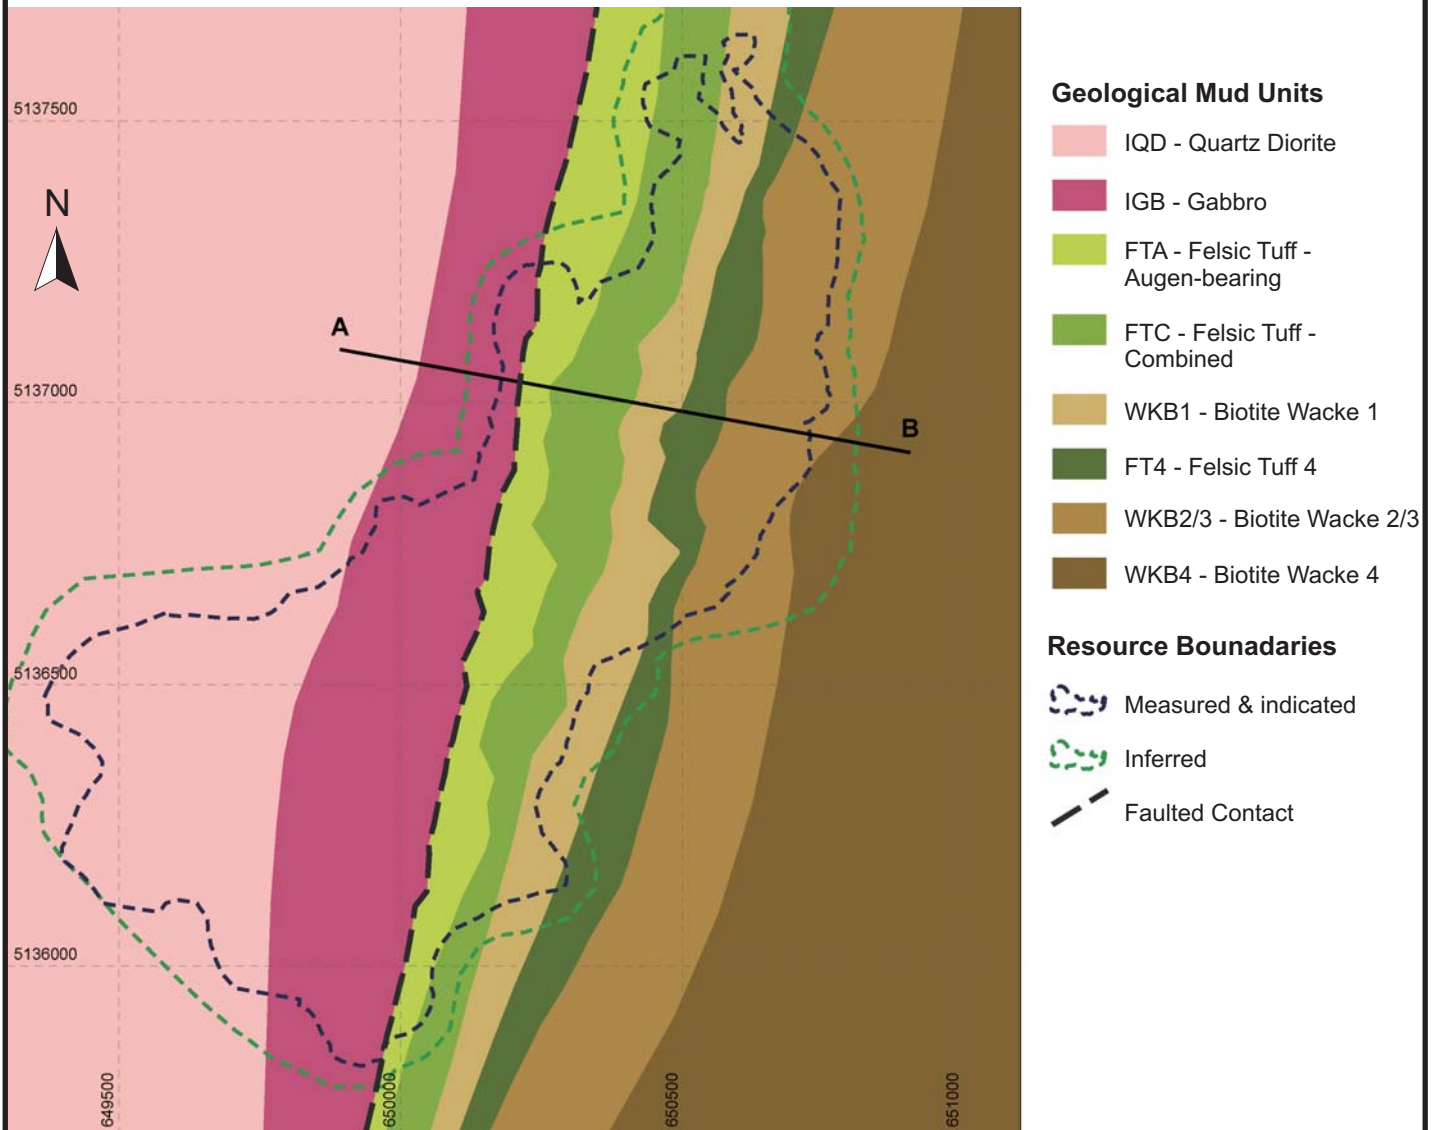 5137500
N
A
5137000
B
5136500
5136000
649500
650000
650500
651000
Geological Mud Units
IQD - Quartz Diorite
IGB - Gabbro
FTA - Felsic Tuff -
Augen-bearing
FTC - Felsic Tuff -
Combined
WKB1 - Biotite Wacke 1
FT4 - Felsic Tuff 4
WKB2/3 - Biotite Wacke 2/3
WKB4 - Biotite Wacke 4
Resource Bounadaries
Measured & indicated
Inferred
Faulted Contact